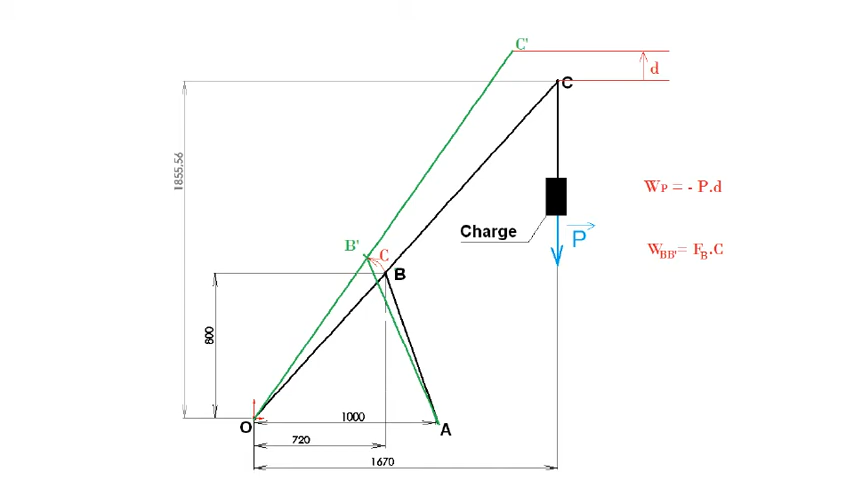 C'
d
C
1855.56
WP = - P.d
Charge
P
B'
C
B
WBB' = FB.C
800
O
1000
A
720
1670